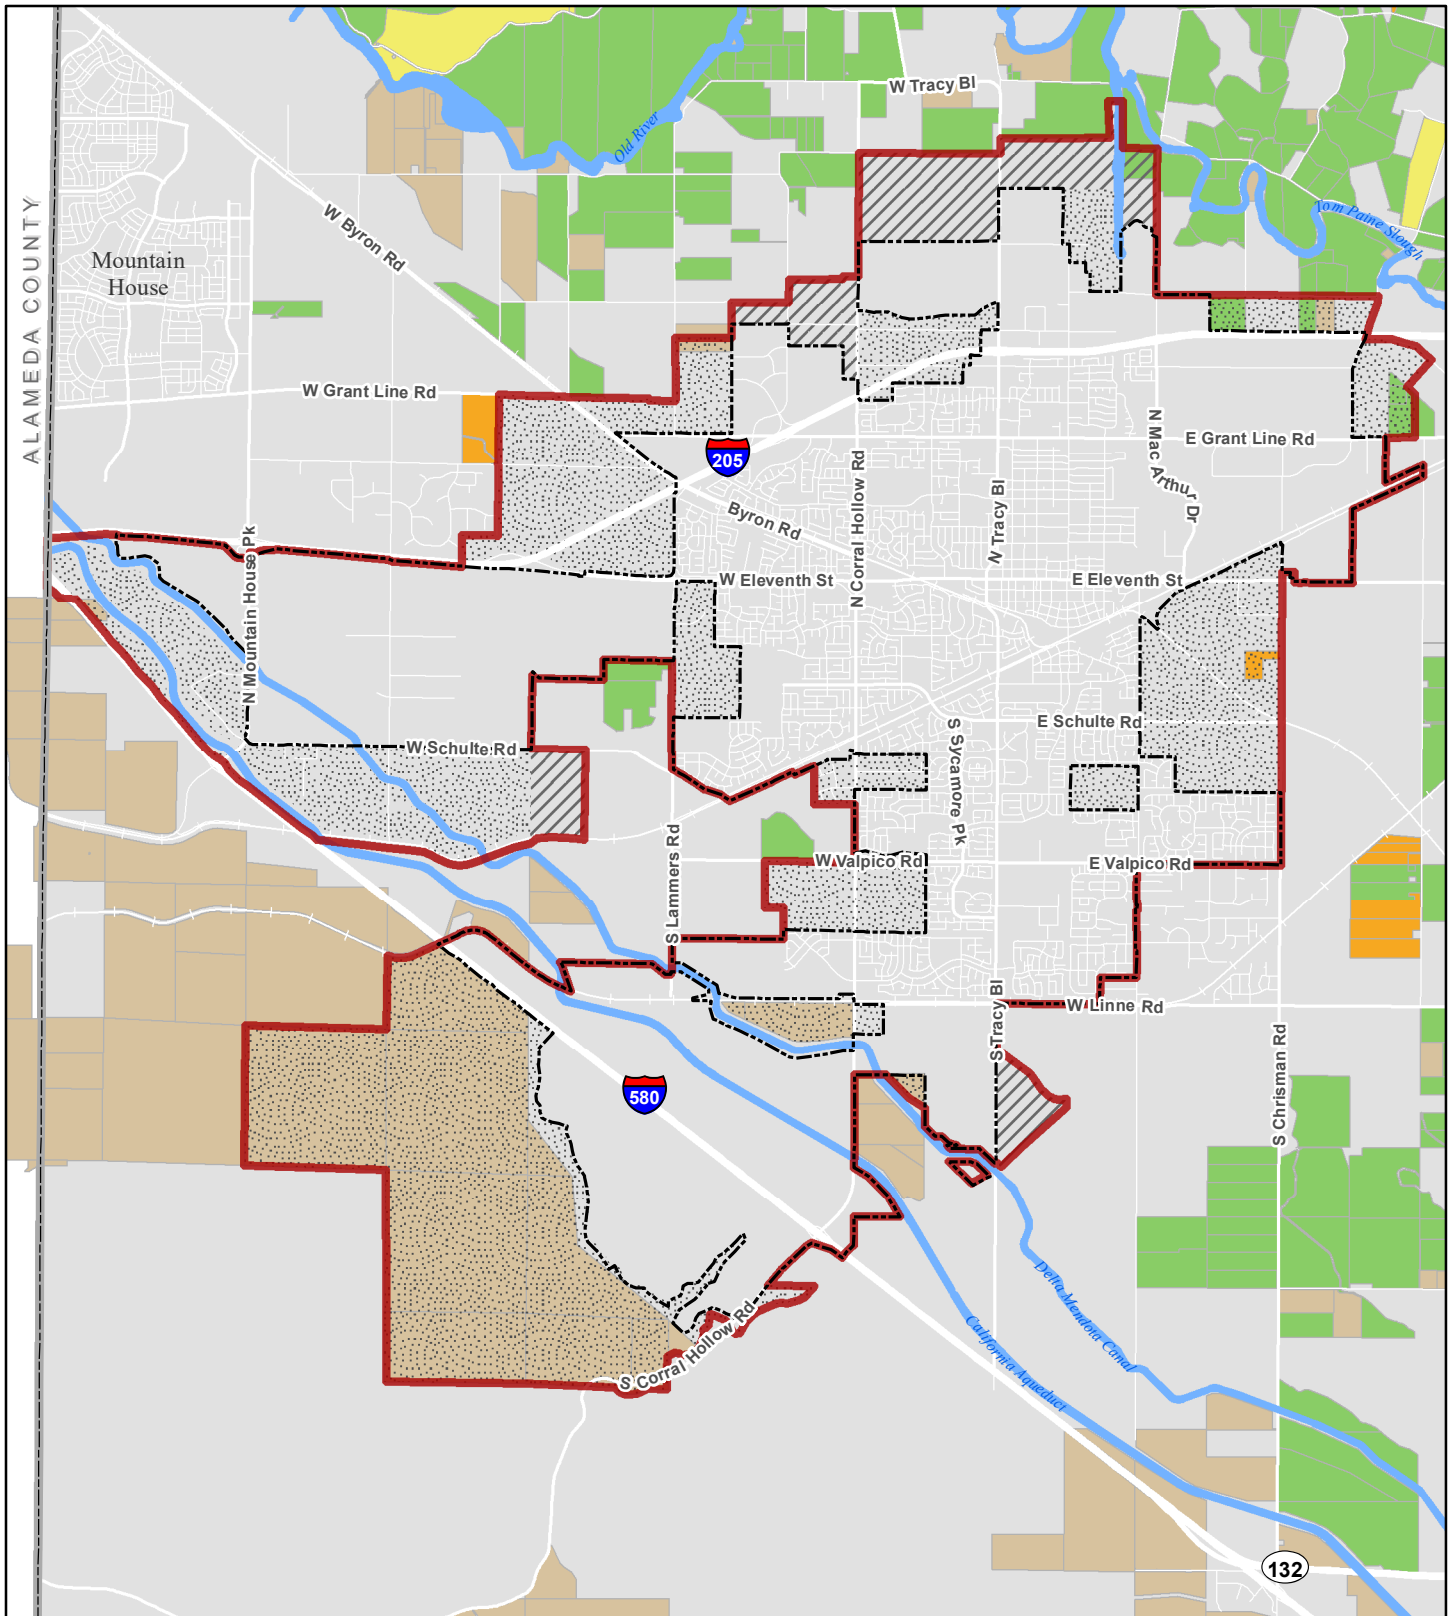 W Tracy Bl
Old River
Tom Paine Slough
W Byron Rd
ALAMEDA COUNTY
Mountain
House
W Grant Line Rd
N Mac Arthur Dr
E Grant Line Rd
205
N Corral Hollow Rd
N Tracy Bl
Byron Rd
N Mountain House Pk
W Eleventh St
E Eleventh St
W Schulte Rd
S Sycamore Pk
E Schulte Rd
S Lammers Rd
W Valpico Rd
E Valpico Rd
S Tracy Bl
W Linne Rd
S Chrisman Rd
580
Delta Mendota Canal
California Aqueduct
S Corral Hollow Rd
132